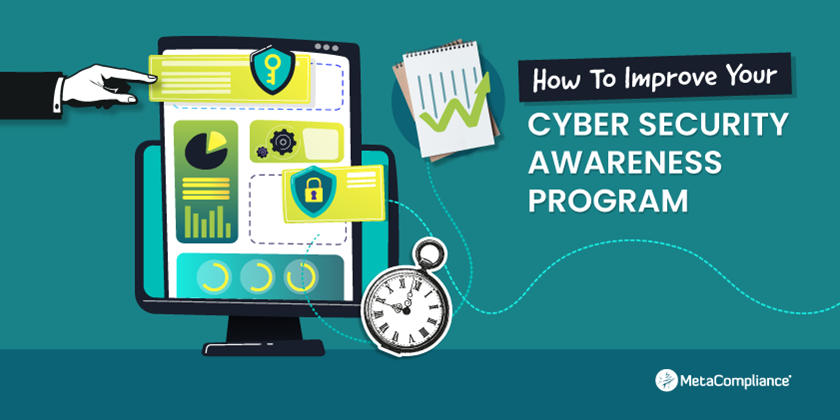 How To Improve Your
CYBER SECURITY
AWARENESS
PROGRAM
MetaCompliance